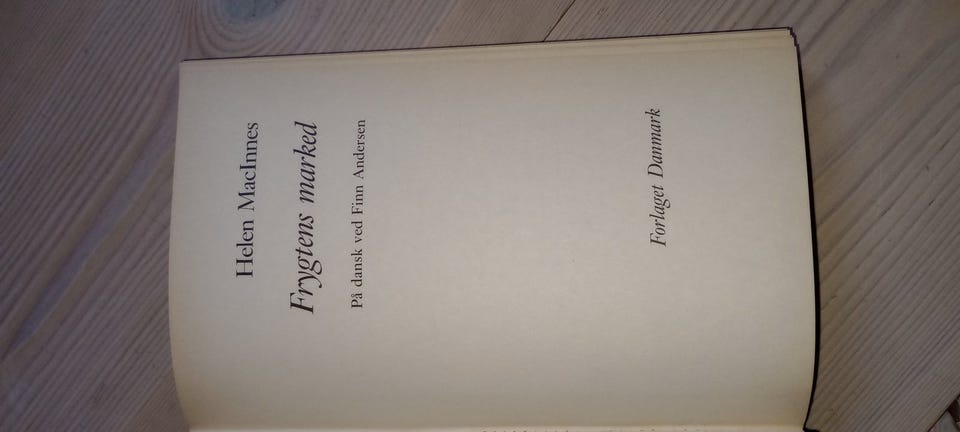 Helen MacInnes
Frygtens marked
På dansk ved Finn Andersen
Forlaget Danmark